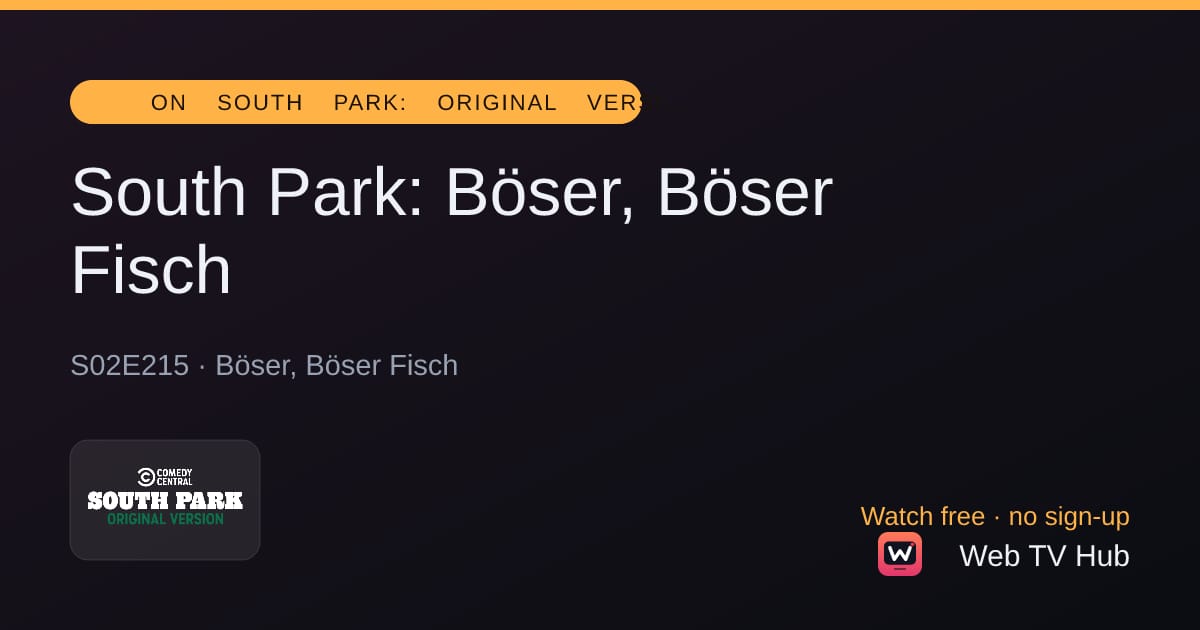 ON SOUTH PARK: ORIGINAL
South Park: Böser, Böser
Fisch
S02E215 · Böser, Böser Fisch
COMEDY
CENTRAL
SOUTH PARK
ORIGINAL VERSION
Watch free · no sign-up
W Web TV Hub